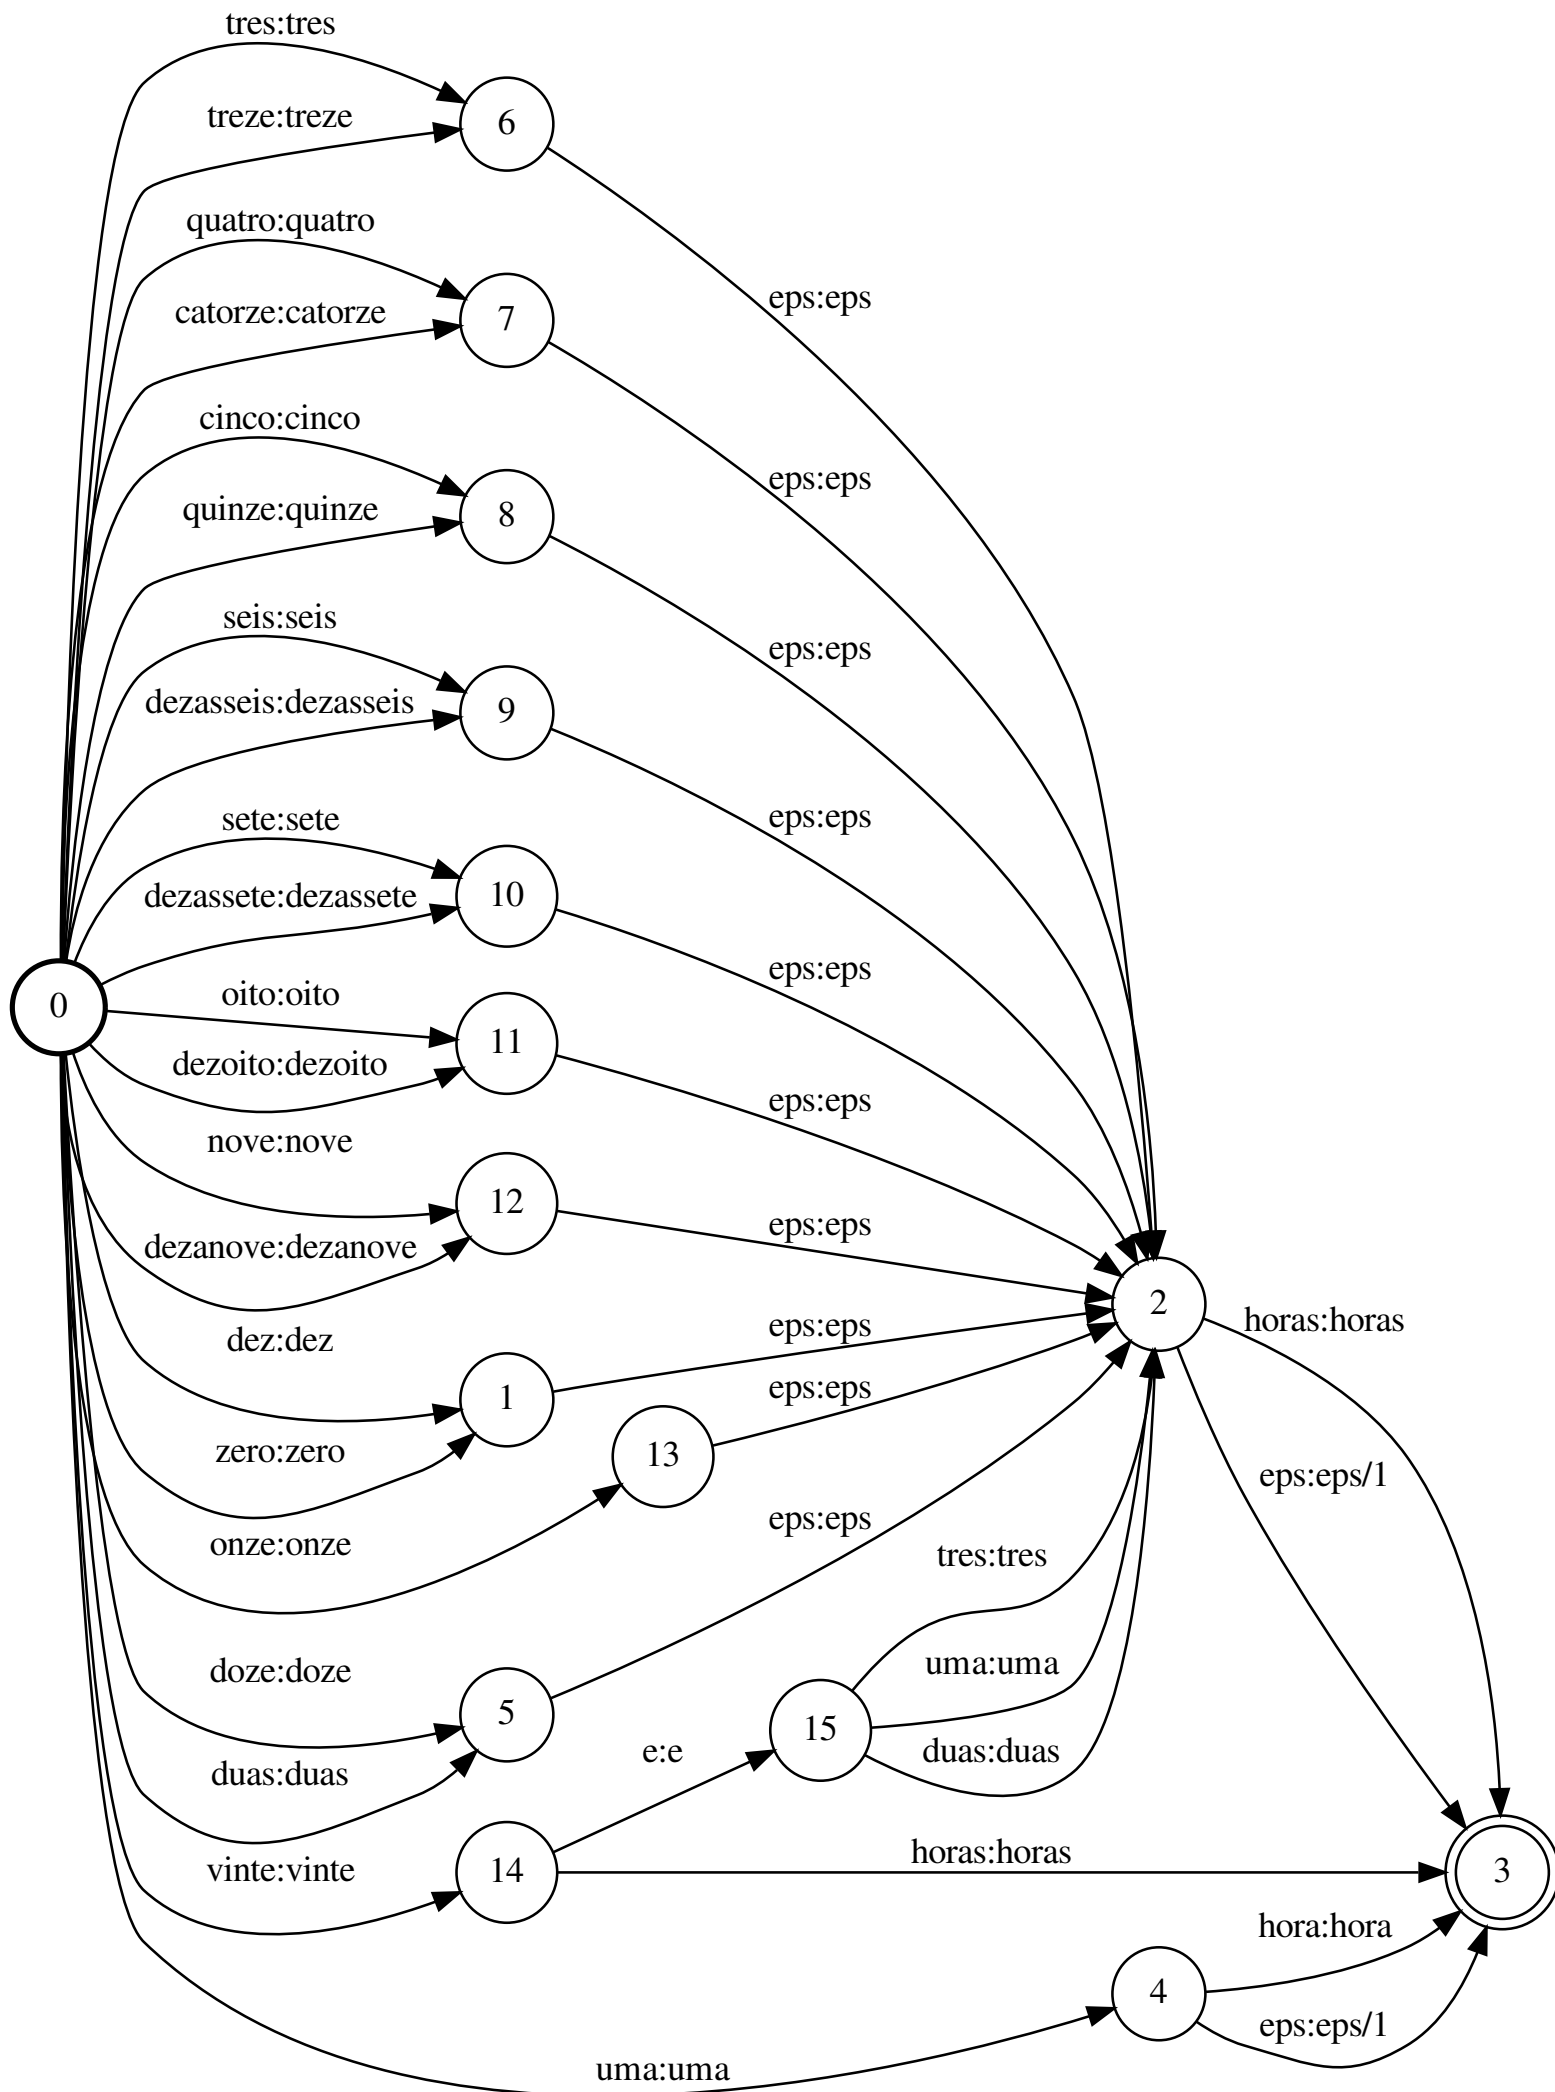 tres:tres
treze:treze
6
quatro:quatro
eps:eps
catorze:catorze
7
cinco:cinco
eps:eps
quinze:quinze
8
seis:seis
eps:eps
dezasseis:dezasseis
9
sete:sete
eps:eps
dezassete:dezassete
10
eps:eps
0
oito:oito
11
dezoito:dezoito
eps:eps
nove:nove
12
eps:eps
dezanove:dezanove
2
horas:horas
dez:dez
eps:eps
1
eps:eps
zero:zero
13
eps:eps/1
onze:onze
eps:eps
tres:tres
doze:doze
5
uma:uma
15
duas:duas
e:e
duas:duas
vinte:vinte
14
horas:horas
3
hora:hora
4
eps:eps/1
uma:uma